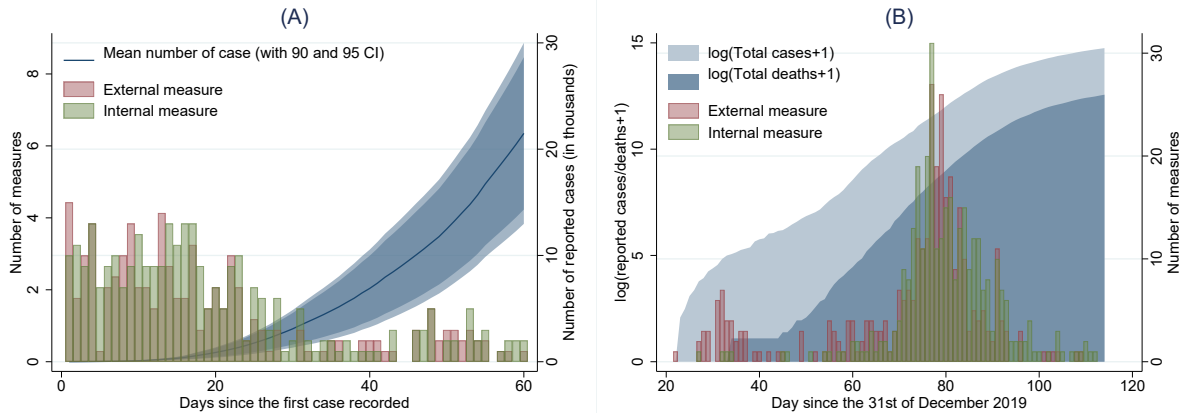 (A)
Mean number of case (with 90 and 95 CI)
External measure
Internal measure
Number of measures
0
2
4
6
8
Number of reported cases (in thousands)
0
10
20
30
0
20
40
60
Days since the first case recorded
(B)
log(Total cases+1)
log(Total deaths+1)
External measure
Internal measure
log(reported cases/deaths+1)
0
5
10
15
Number of measures
0
10
20
30
20
40
60
80
100
120
Day since the 31st of December 2019